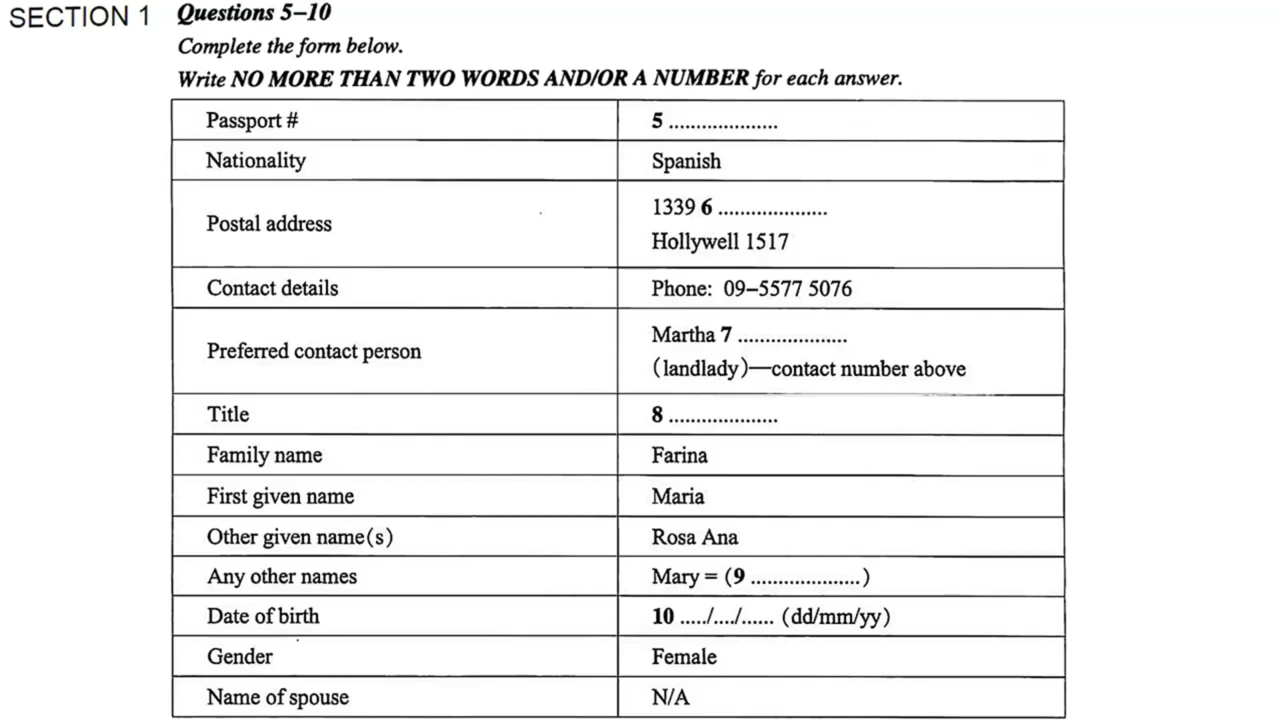 SECTION 1 Questions 5–10
Complete the form below.
Write NO MORE THAN TWO WORDS AND/OR A NUMBER for each answer.
Passport # 5 ....................
Nationality Spanish
Postal address 1339 6 ....................
Hollywell 1517
Contact details Phone: 09–5577 5076
Preferred contact person Martha 7 ....................
(landlady)—contact number above
Title 8 ....................
Family name Farina
First given name Maria
Other given name(s) Rosa Ana
Any other names Mary = (9 ....................)
Date of birth 10 ...../..../...... (dd/mm/yy)
Gender Female
Name of spouse N/A